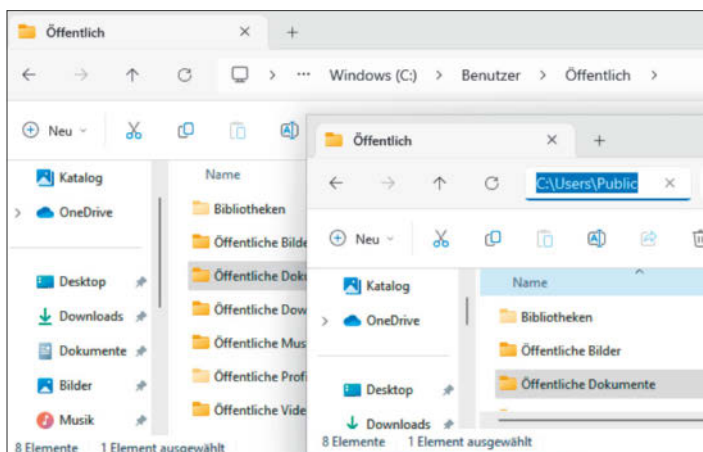 Öffentlich
Windows (C:) > Benutzer > Öffentlich >
Neu
Katalog
OneDrive
Desktop
Downloads
Dokumente
Bilder
Musik
Name
Bibliotheken
Öffentliche Bilde
Öffentliche Doku
Öffentliche Dow
Öffentliche Mus
Öffentliche Profi
Öffentliche Vide
8 Elemente 1 Element ausgewählt
Öffentlich
C:\Users\Public
Neu
Katalog
OneDrive
Desktop
Downloads
Name
Bibliotheken
Öffentliche Bilder
Öffentliche Dokumente
8 Elemente 1 Element ausgewählt